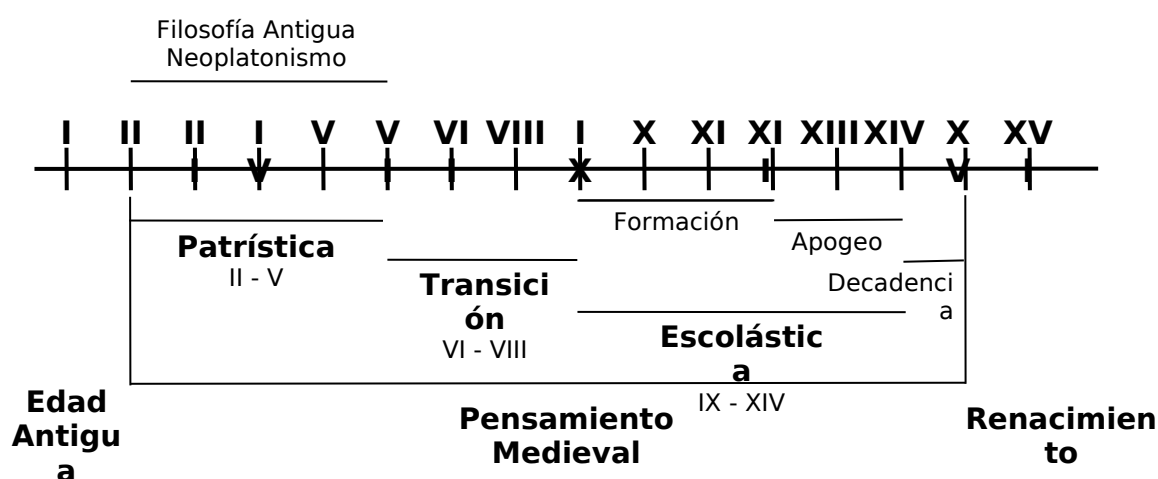 Filosofía Antigua
Neoplatonismo
I II II I V V VI VIII I X XI XI XIII XIV X XV
I V I I X I V I
Formación
Patrística
II - V
Apogeo
Transici
ón
VI - VIII
Decadenci
a
Escolástic
a
IX - XIV
Edad
Antigu
a
Pensamiento
Medieval
Renacimien
to